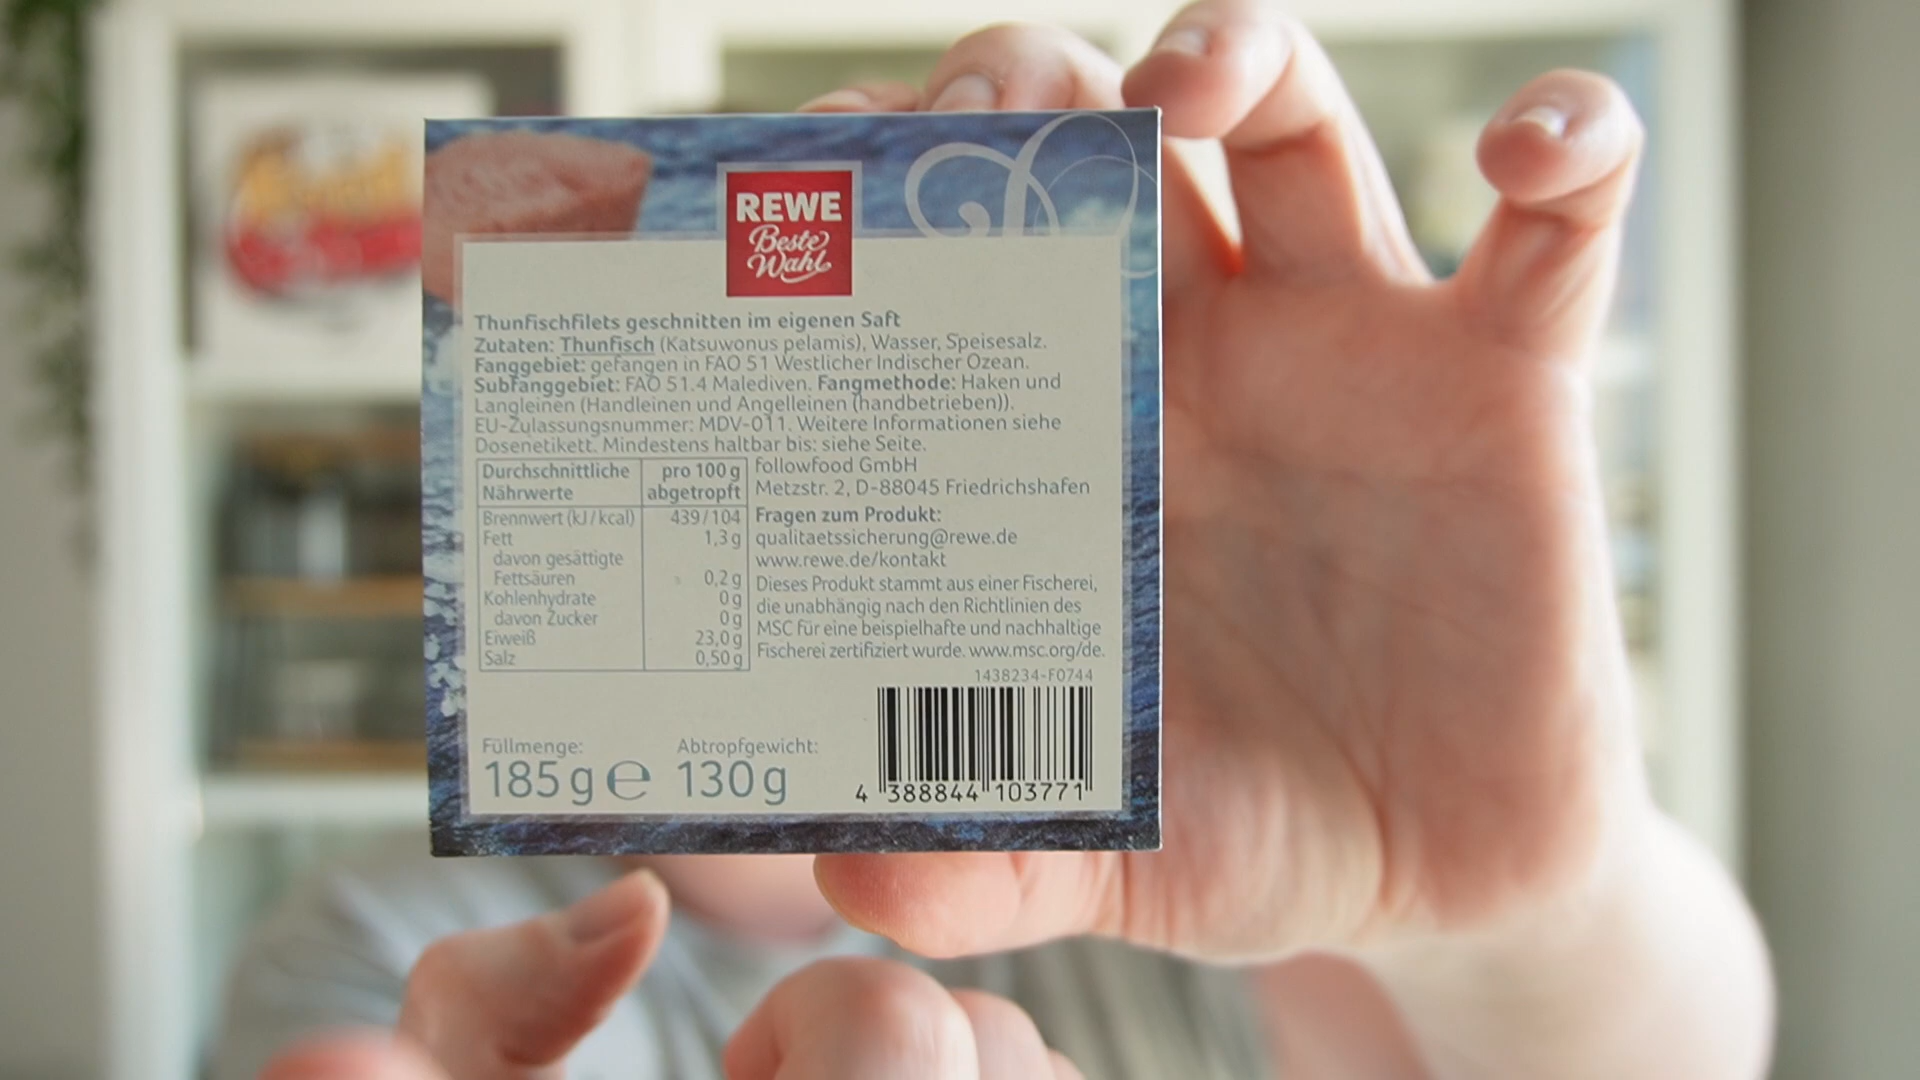 REWE
Beste
Wahl
Thunfischfilets geschnitten im eigenen Saft
Zutaten: Thunfisch (Katsuwonus pelamis), Wasser, Speisesalz.
Fanggebiet: gefangen in FAO 51 Westlicher Indischer Ozean.
Subfanggebiet: FAO 51.4 Malediven. Fangmethode: Haken und
Langleinen (Handleinen und Angelleinen (handbetrieben)).
EU-Zulassungsnummer: MDV-011. Weitere Informationen siehe
Dosenetikett. Mindestens haltbar bis: siehe Seite.
Durchschnittliche pro 100 g
Nährwerte abgetropft
Brennwert (kJ/kcal) 439/104
Fett 1,3 g
davon gesättigte
Fettsäuren 0,2 g
Kohlenhydrate 0 g
davon Zucker 0 g
Eiweiß 23,0 g
Salz 0,50 g
followfood GmbH
Metzstr. 2, D-88045 Friedrichshafen
Fragen zum Produkt:
qualitaetssicherung@rewe.de
www.rewe.de/kontakt
Dieses Produkt stammt aus einer Fischerei,
die unabhängig nach den Richtlinien des
MSC für eine beispielhafte und nachhaltige
Fischerei zertifiziert wurde. www.msc.org/de.
1438234-F0744
Füllmenge: Abtropfgewicht:
185 g e 130 g
4 388844 103771